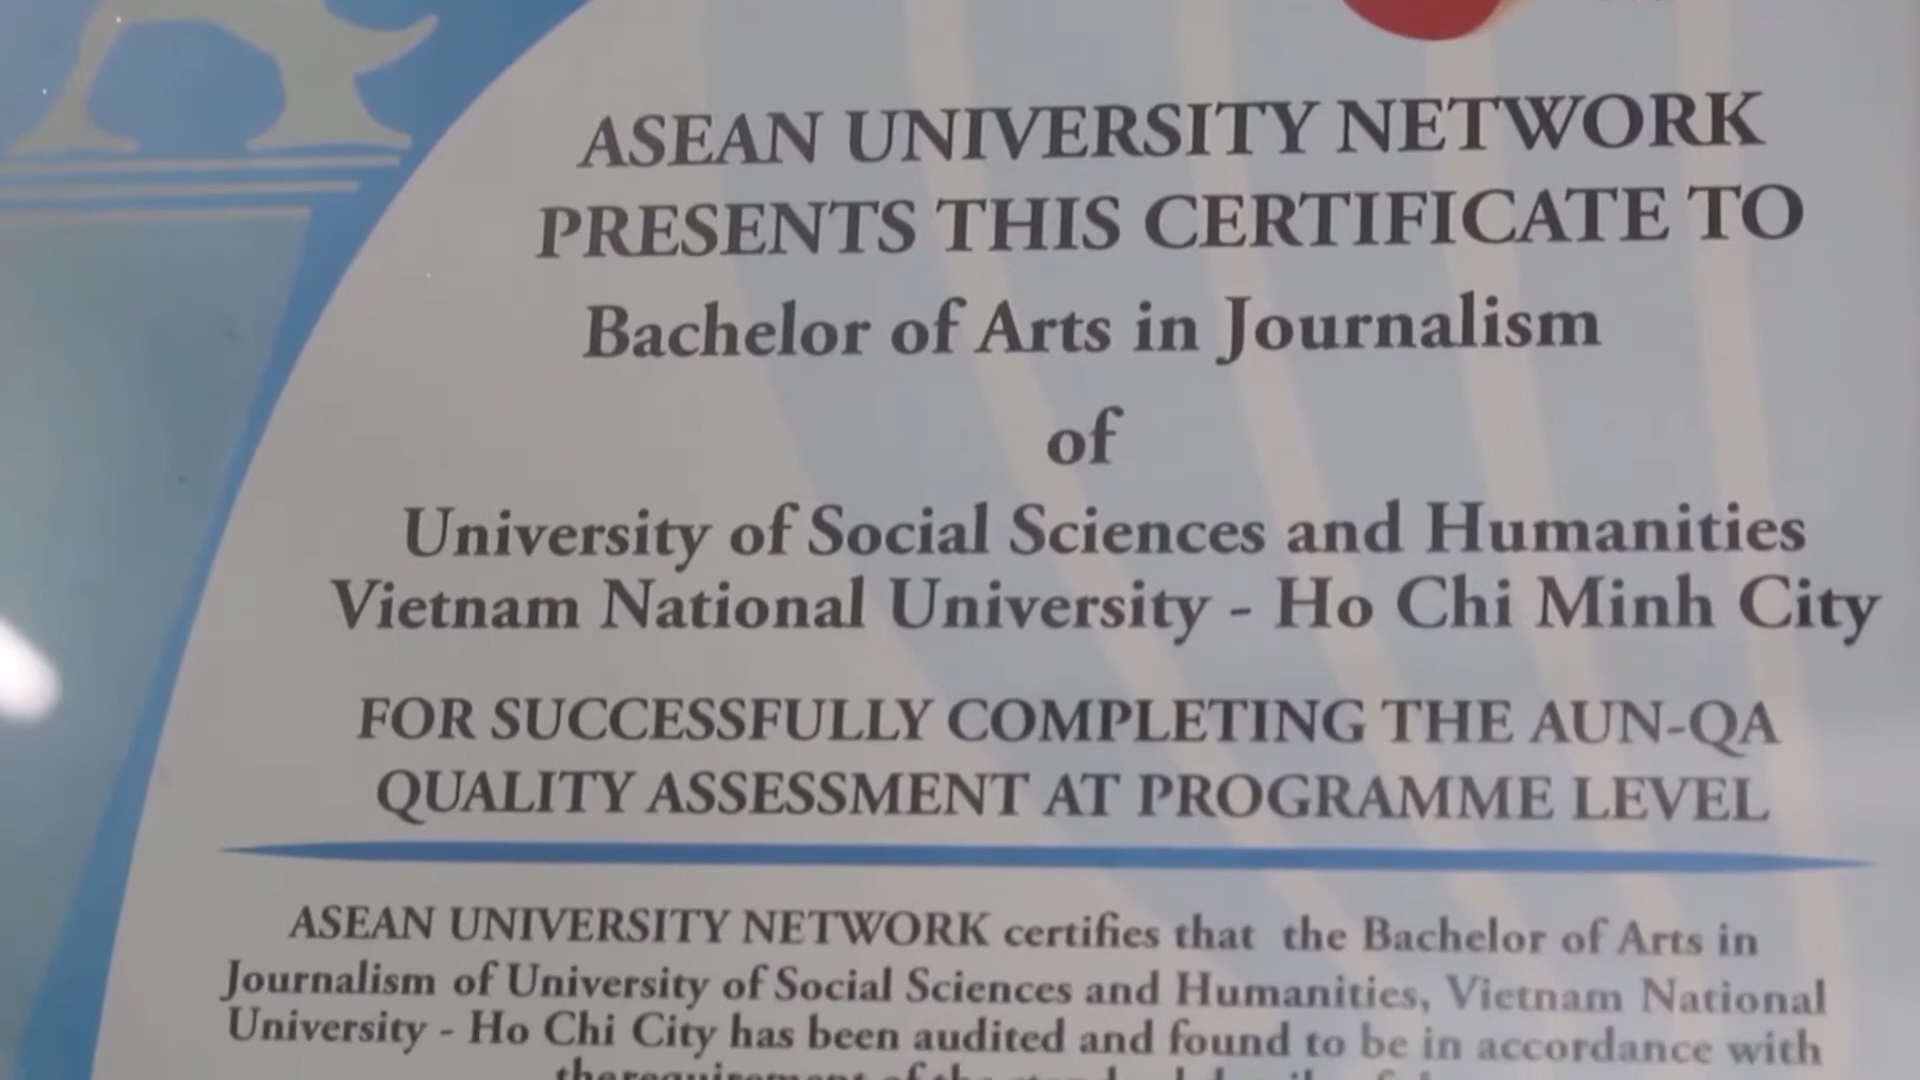 ASEAN UNIVERSITY NETWORK
PRESENTS THIS CERTIFICATE TO
Bachelor of Arts in Journalism
of
University of Social Sciences and Humanities
Vietnam National University - Ho Chi Minh City
FOR SUCCESSFULLY COMPLETING THE AUN-QA
QUALITY ASSESSMENT AT PROGRAMME LEVEL
ASEAN UNIVERSITY NETWORK certifies that the Bachelor of Arts in
Journalism of University of Social Sciences and Humanities, Vietnam National
University - Ho Chi City has been audited and found to be in accordance with